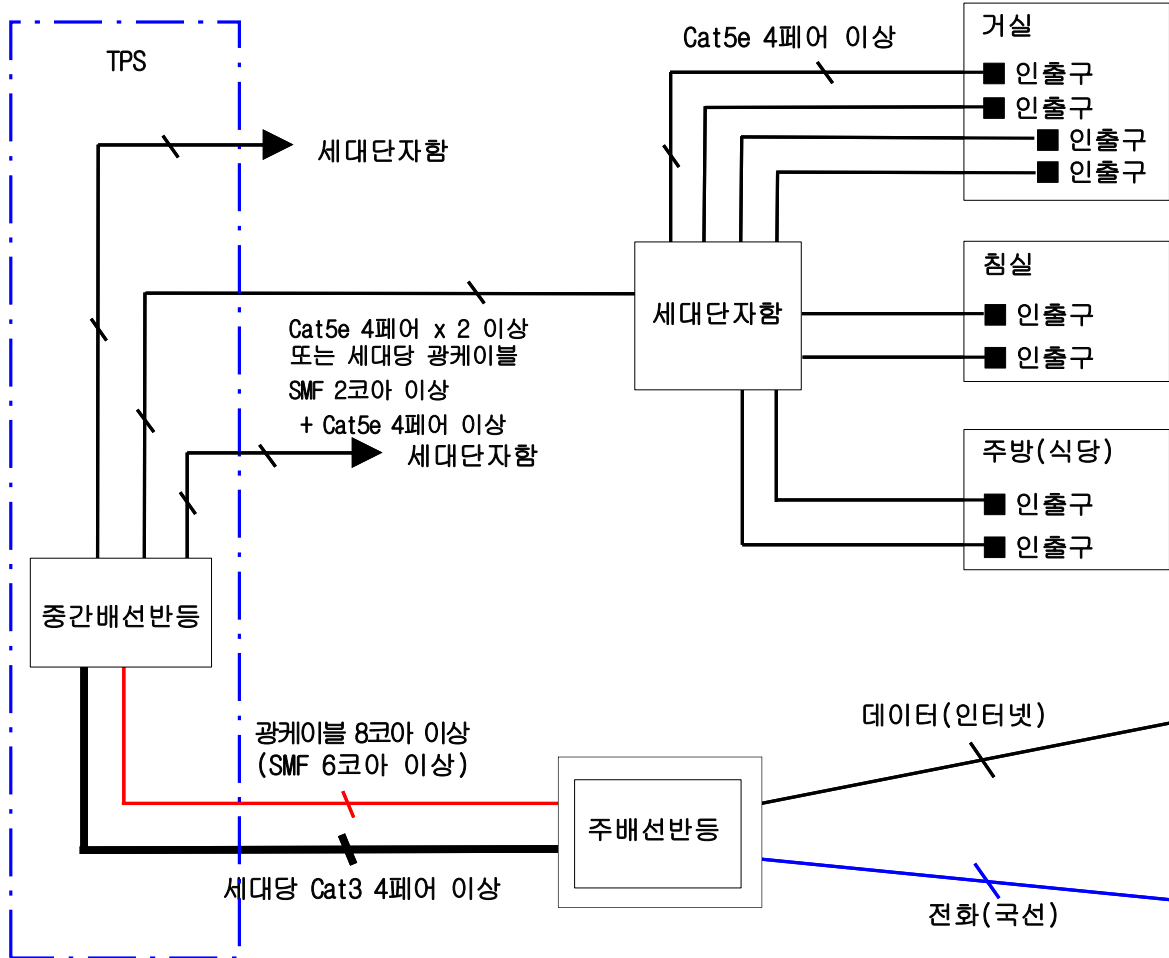 TPS
세대단자함
Cat5e 4페어 이상
거실
인출구
인출구
인출구
인출구
침실
인출구
인출구
세대단자함
Cat5e 4페어 x 2 이상
또는 세대당 광케이블
SMF 2코아 이상
+ Cat5e 4페어 이상
세대단자함
주방(식당)
인출구
인출구
중간배선반등
광케이블 8코아 이상
(SMF 6코아 이상)
세대당 Cat3 4페어 이상
주배선반등
데이터(인터넷)
전화(국선)